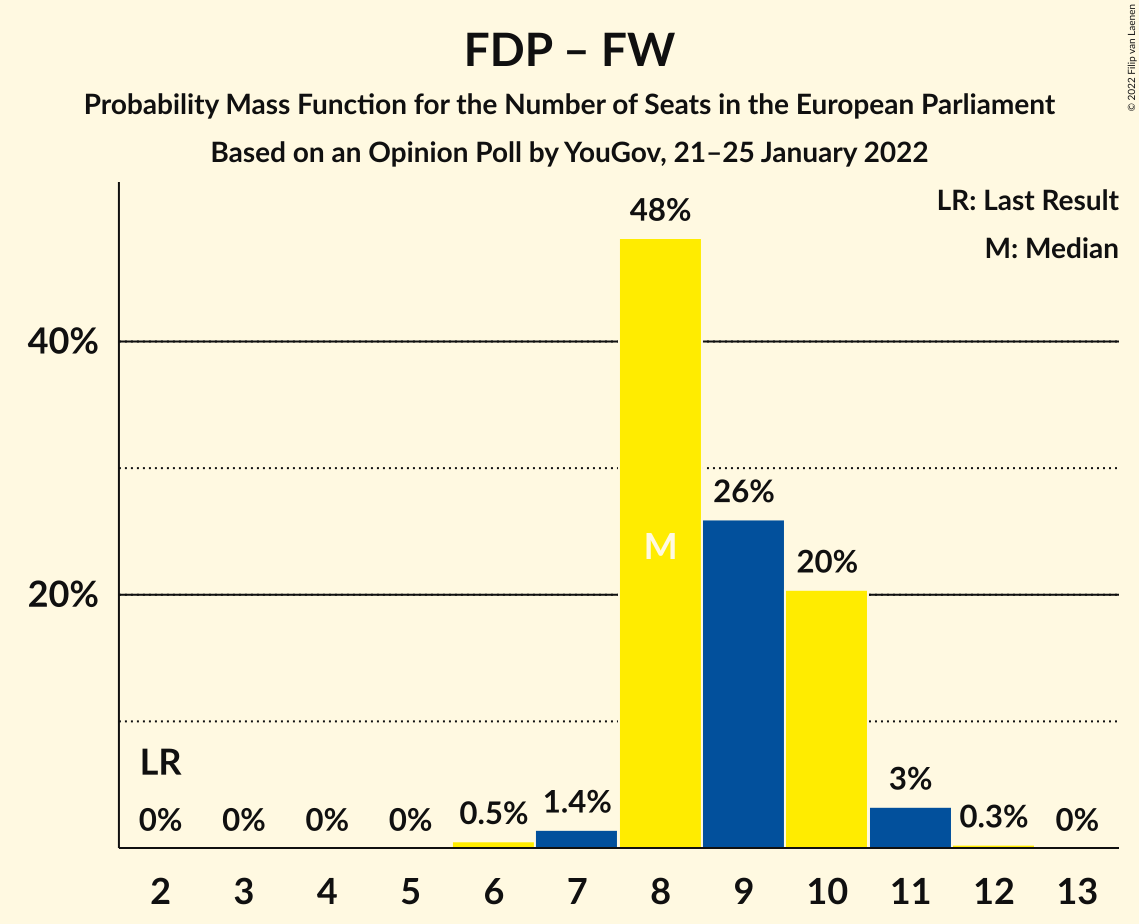 FDP – FW
Probability Mass Function for the Number of Seats in the European Parliament
Based on an Opinion Poll by YouGov, 21–25 January 2022
© 2022 Filip van Laenen
LR: Last Result
M: Median
48%
40%
26%
M
20%
20%
LR
3%
1.4%
0.5%
0.3%
0% 0% 0% 0% 0%
2 3 4 5 6 7 8 9 10 11 12 13